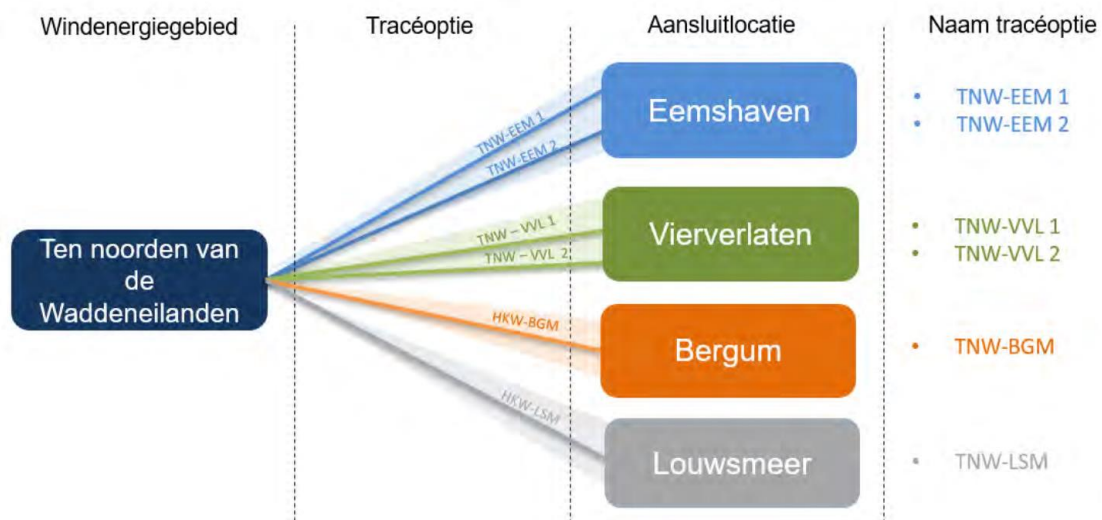 Windenergiegebied
Tracéoptie
Aansluitlocatie
Naam tracéoptie
Ten noorden van
de
Waddeneilanden
TNW-EEM 1
TNW-EEM 2
TNW – VVL 1
TNW – VVL 2
HKW-BGM
HKW-LSM
Eemshaven
Vierverlaten
Bergum
Louwsmeer
• TNW-EEM 1
• TNW-EEM 2
• TNW-VVL 1
• TNW-VVL 2
• TNW-BGM
• TNW-LSM